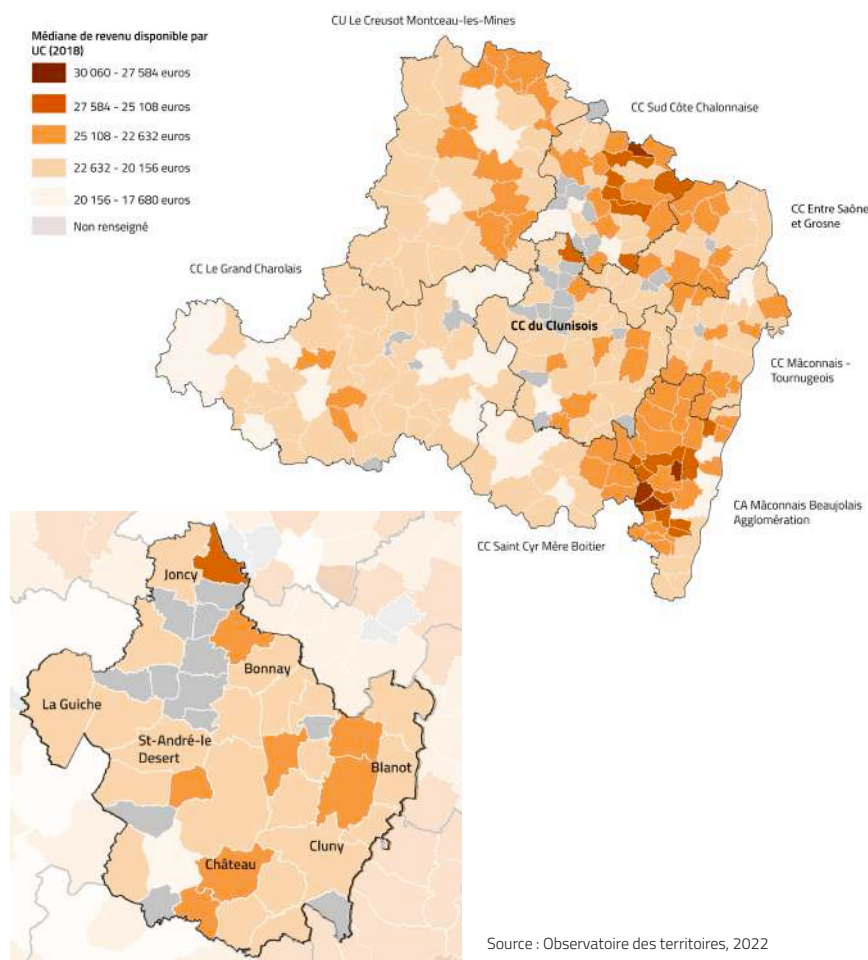 CU Le Creusot Montceau-les-Mines
Médiane de revenu disponible par
UC (2018)
30 060 - 27 584 euros
27 584 - 25 108 euros
25 108 - 22 632 euros
22 632 - 20 156 euros
20 156 - 17 680 euros
Non renseigné
CC Sud Côte Chalonnaise
CC Entre Saône
et Grosne
CC Le Grand Charolais
CC du Clunisois
CC Mâconnais -
Tournugeois
CA Mâconnais Beaujolais
Agglomération
CC Saint Cyr Mère Boitier
Joncy
Bonnay
La Guiche
St-André-le
Desert
Blanot
Cluny
Château
Source : Observatoire des territoires, 2022